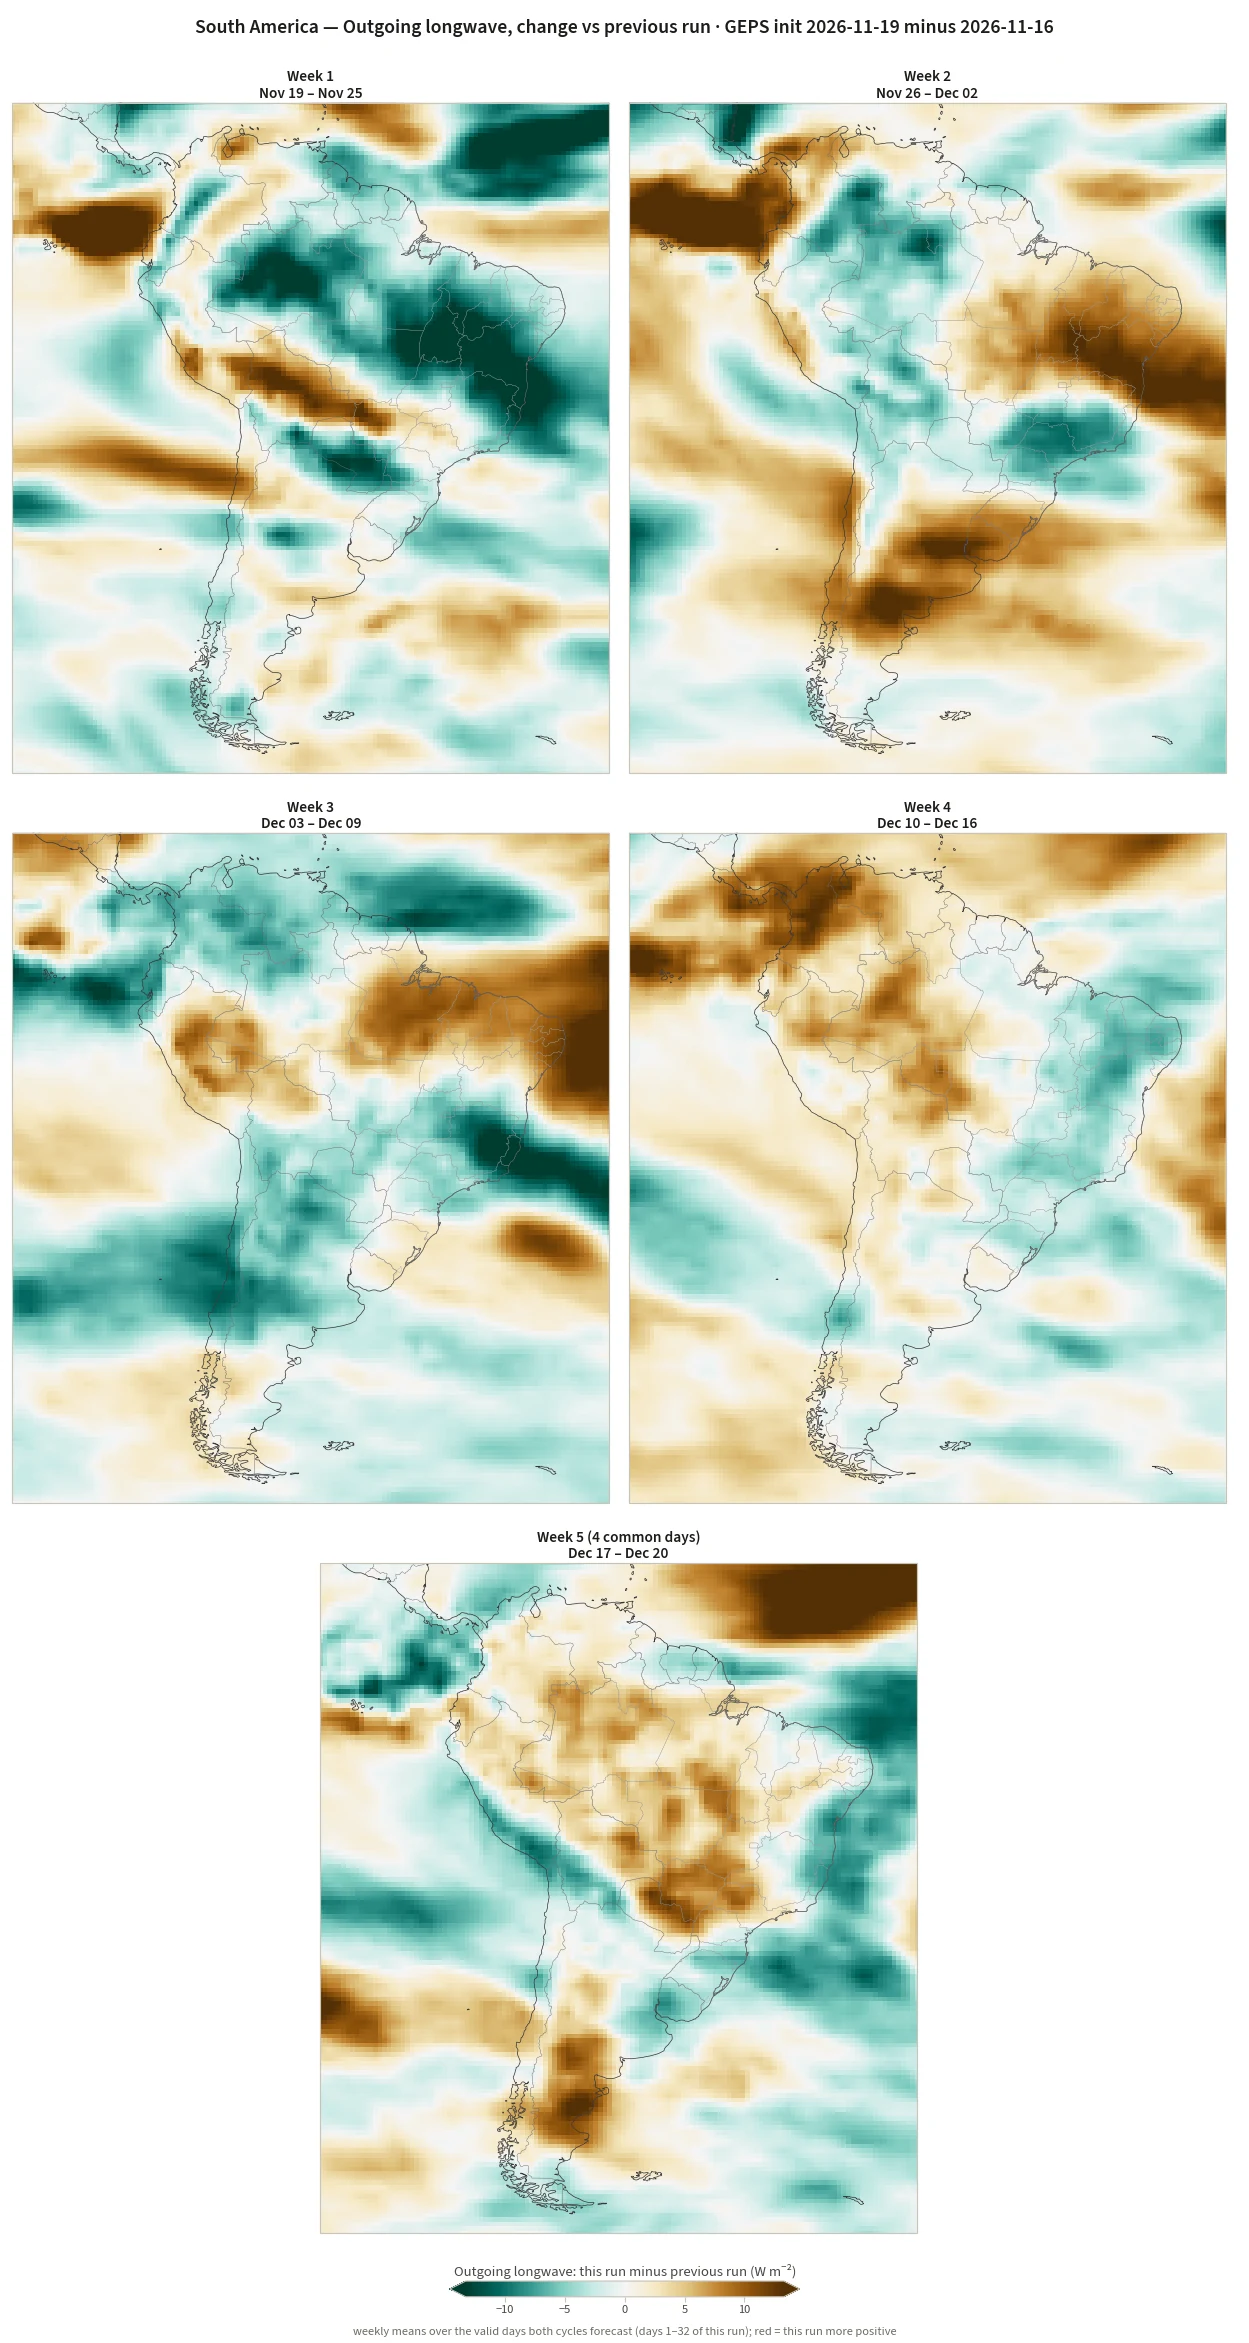 South America — Outgoing longwave, change vs previous run · GEPS init 2026-11-19 minus 2026-11-16
Week 1
Nov 19 – Nov 25
Week 2
Nov 26 – Dec 02
Week 3
Dec 03 – Dec 09
Week 4
Dec 10 – Dec 16
Week 5 (4 common days)
Dec 17 – Dec 20
Outgoing longwave: this run minus previous run (W m⁻²)
−10 −5 0 5 10
weekly means over the valid days both cycles forecast (days 1–32 of this run); red = this run more positive